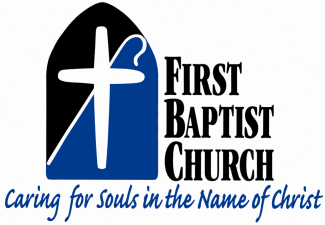 FIRST
BAPTIST
CHURCH
Caring for Souls in the Name of Christ